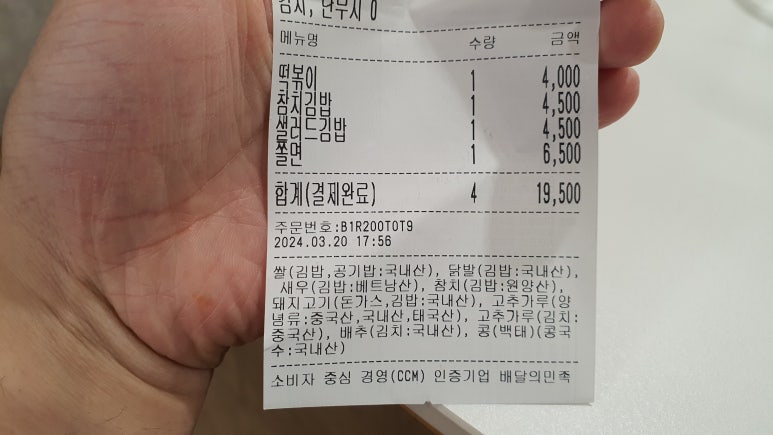 김치, 단무지 O
메뉴명 수량 금액
떡볶이 1 4,000
참치김밥 1 4,500
샐러드김밥 1 4,500
쫄면 1 6,500
합계(결제완료) 4 19,500
주문번호:B1R200T0T9
2024.03.20 17:56
쌀(김밥,공기밥:국내산), 닭발(김밥:국내산),
새우(김밥:베트남산), 참치(김밥:원양산),
돼지고기(돈가스,김밥:국내산), 고추가루(양
념류:중국산,국내산,태국산), 고추가루(김치:
중국산), 배추(김치:국내산), 콩(백태)(콩국
수:국내산)
소비자 중심 경영(CCM) 인증기업 배달의민족